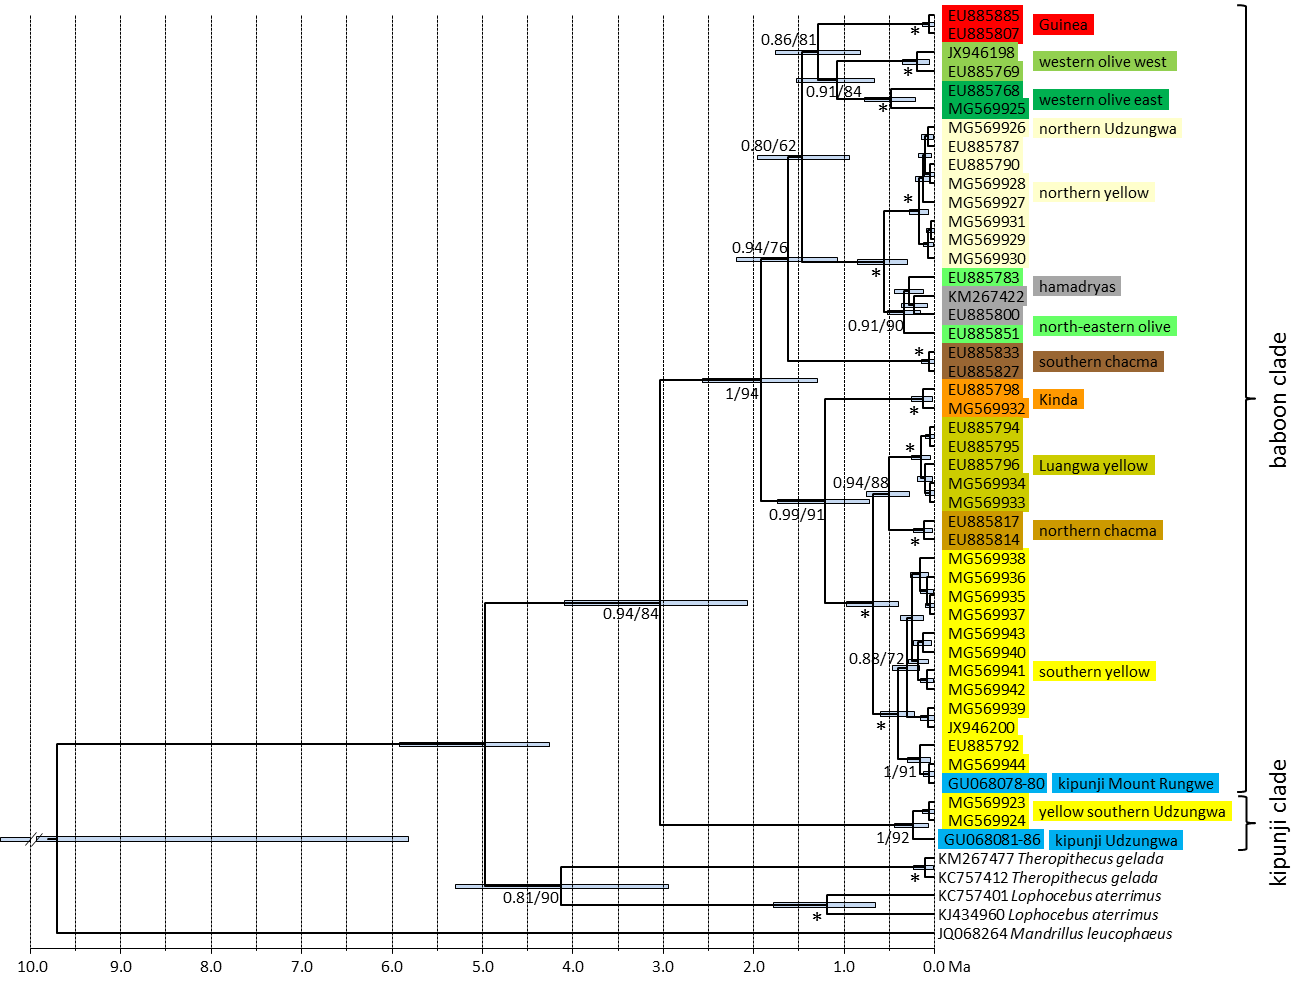 EU885885
EU885807
Guinea
*
0.86/81
JX946198
EU885769
western olive west
*
0.91/84
EU885768
MG569925
western olive east
*
MG569926
northern Udzungwa
0.80/62
EU885787
EU885790
MG569928
MG569927
northern yellow
*
MG569931
MG569929
MG569930
0.94/76
*
EU885783
KM267422
EU885800
hamadryas
0.91/90
EU885851
north-eastern olive
EU885833
EU885827
southern chacma
*
1/94
EU885798
MG569932
Kinda
*
EU885794
EU885795
EU885796
MG569934
MG569933
Luangwa yellow
*
0.94/88
0.99/91
EU885817
EU885814
northern chacma
*
MG569938
MG569936
MG569935
MG569937
*
0.94/84
MG569943
MG569940
MG569941
MG569942
southern yellow
0.88/72
MG569939
JX946200
*
EU885792
MG569944
1/91
GU068078-80
kipunji Mount Rungwe
baboon clade
MG569923
MG569924
yellow southern Udzungwa
1/92
GU068081-86
kipunji Udzungwa
kipunji clade
KM267477 Theropithecus gelada
KC757412 Theropithecus gelada
*
0.81/90
KC757401 Lophocebus aterrimus
KJ434960 Lophocebus aterrimus
*
JQ068264 Mandrillus leucophaeus
10.0 9.0 8.0 7.0 6.0 5.0 4.0 3.0 2.0 1.0 0.0 Ma